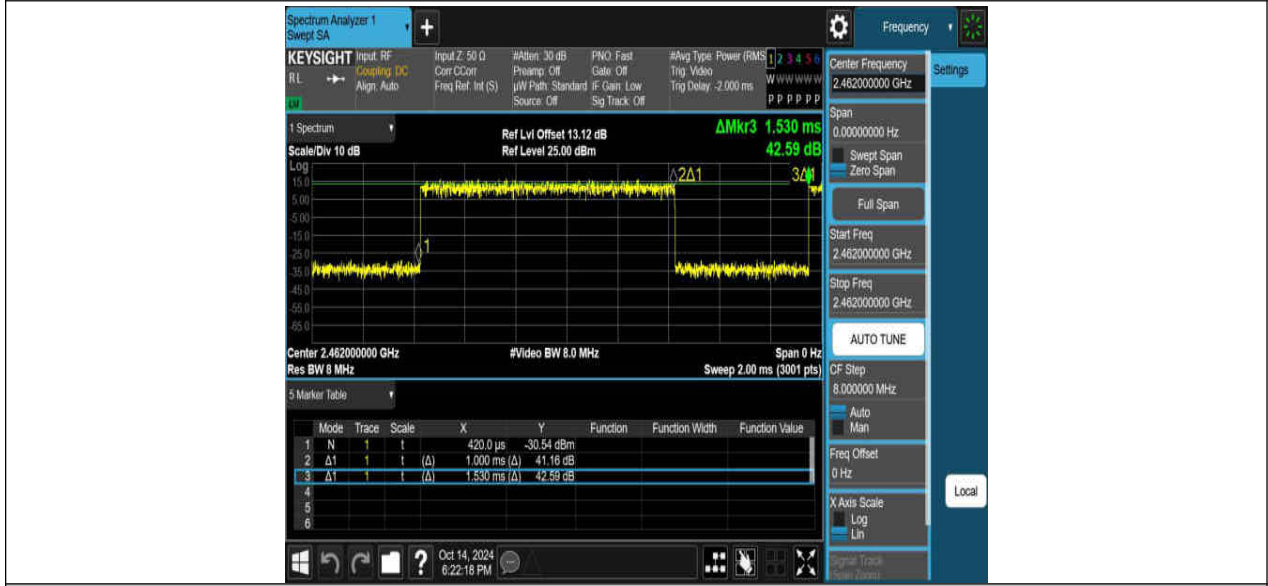 Spectrum Analyzer 1
Swept SA
+
Frequency
KEYSIGHT
RL
LU
Input: RF
Coupling: DC
Align: Auto
Input Z: 50 Ω
Corr CCorr
Freq Ref: Int (S)
#Atten: 30 dB
Preamp: Off
µW Path: Standard
Source: Off
PNO: Fast
Gate: Off
IF Gain: Low
Sig Track: Off
#Avg Type: Power (RMS
Trig: Video
Trig Delay: -2.000 ms
1 2 3 4 5 6
W W W W W W
P P P P P P
1 Spectrum
Scale/Div 10 dB
Ref Lvl Offset 13.12 dB
Ref Level 25.00 dBm
ΔMkr3 1.530 ms
42.59 dB
Log
15.0
5.00
-5.00
-15.0
-25.0
-35.0
-45.0
-55.0
-65.0
1
2Δ1
3Δ1
Center 2.462000000 GHz
#Video BW 8.0 MHz
Span 0 Hz
Res BW 8 MHz
Sweep 2.00 ms (3001 pts)
5 Marker Table
Mode Trace Scale X Y Function Function Width Function Value
1 N 1 t 420.0 µs -30.54 dBm
2 Δ1 1 t (Δ) 1.000 ms (Δ) 41.16 dB
3 Δ1 1 t (Δ) 1.530 ms (Δ) 42.59 dB
4
5
6
?
Oct 14, 2024
6:22:18 PM
Center Frequency
2.462000000 GHz
Span
0.00000000 Hz
Swept Span
Zero Span
Full Span
Start Freq
2.462000000 GHz
Stop Freq
2.462000000 GHz
AUTO TUNE
CF Step
8.000000 MHz
Auto
Man
Freq Offset
0 Hz
X Axis Scale
Log
Lin
Signal Track
(Span Zoom)
Settings
Local